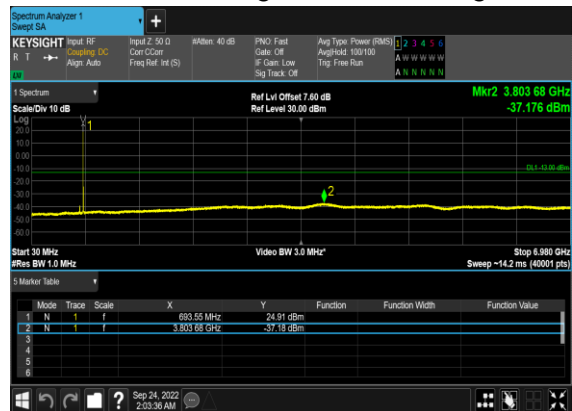 Spectrum Analyzer 1
Swept SA
+
KEYSIGHT Input: RF Input Z: 50 Ω #Atten: 40 dB PNO: Fast Avg Type: Power (RMS) 1 2 3 4 5 6
R T Coupling: DC Corr CCorr Gate: Off Avg|Hold: 100/100 A W W W W W
Align: Auto Freq Ref: Int (S) IF Gain: Low Trig: Free Run
LXI Sig Track: Off A N N N N N
1 Spectrum Ref Lvl Offset 7.60 dB Mkr2 3.803 68 GHz
Scale/Div 10 dB Ref Level 30.00 dBm -37.176 dBm
Log
1
20.0
10.0
0.00
-10.0
DL1 -13.00 dBm
-20.0
-30.0
2
-40.0
-50.0
-60.0
Start 30 MHz Video BW 3.0 MHz* Stop 6.980 GHz
#Res BW 1.0 MHz Sweep ~14.2 ms (40001 pts)
5 Marker Table
Mode Trace Scale X Y Function Function Width Function Value
1 N 1 f 693.55 MHz 24.91 dBm
2 N 1 f 3.803 68 GHz -37.18 dBm
3
4
5
6
? Sep 24, 2022
2:03:36 AM